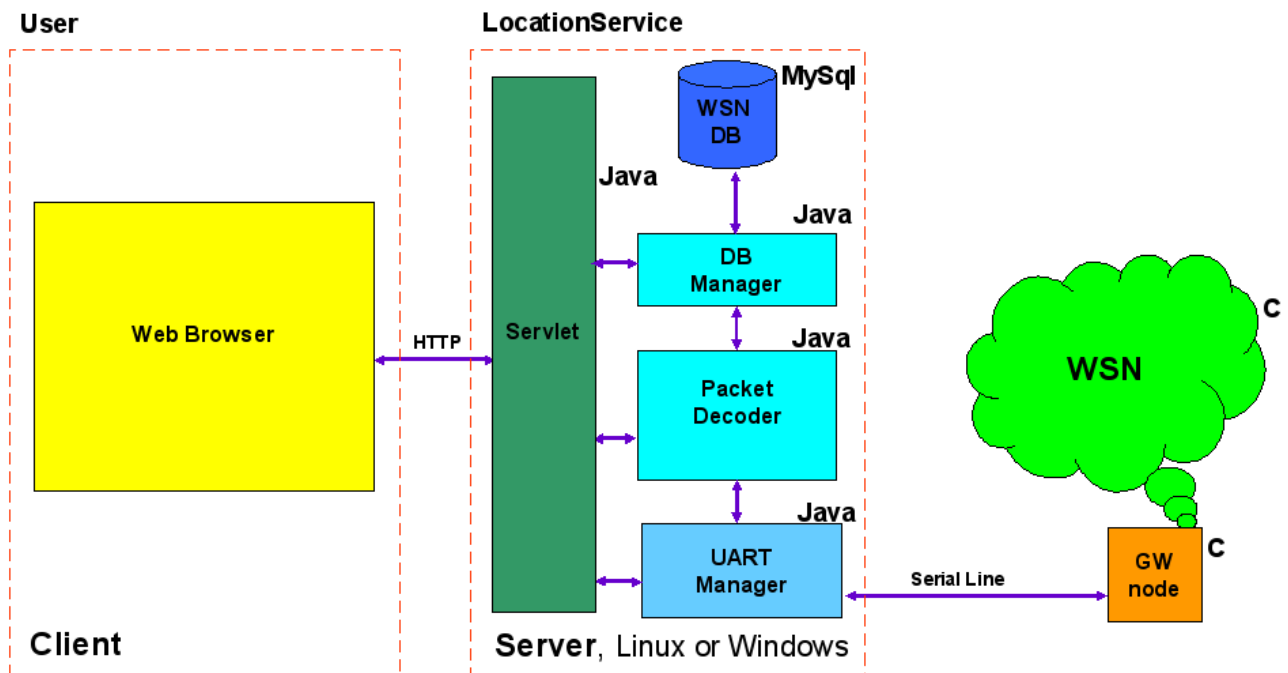 User
LocationService
MySql
WSN
DB
Java
Java
DB
Manager
Web Browser
HTTP
Servlet
Java
Packet
Decoder
WSN
C
Java
UART
Manager
Serial Line
GW
node
C
Client
Server, Linux or Windows